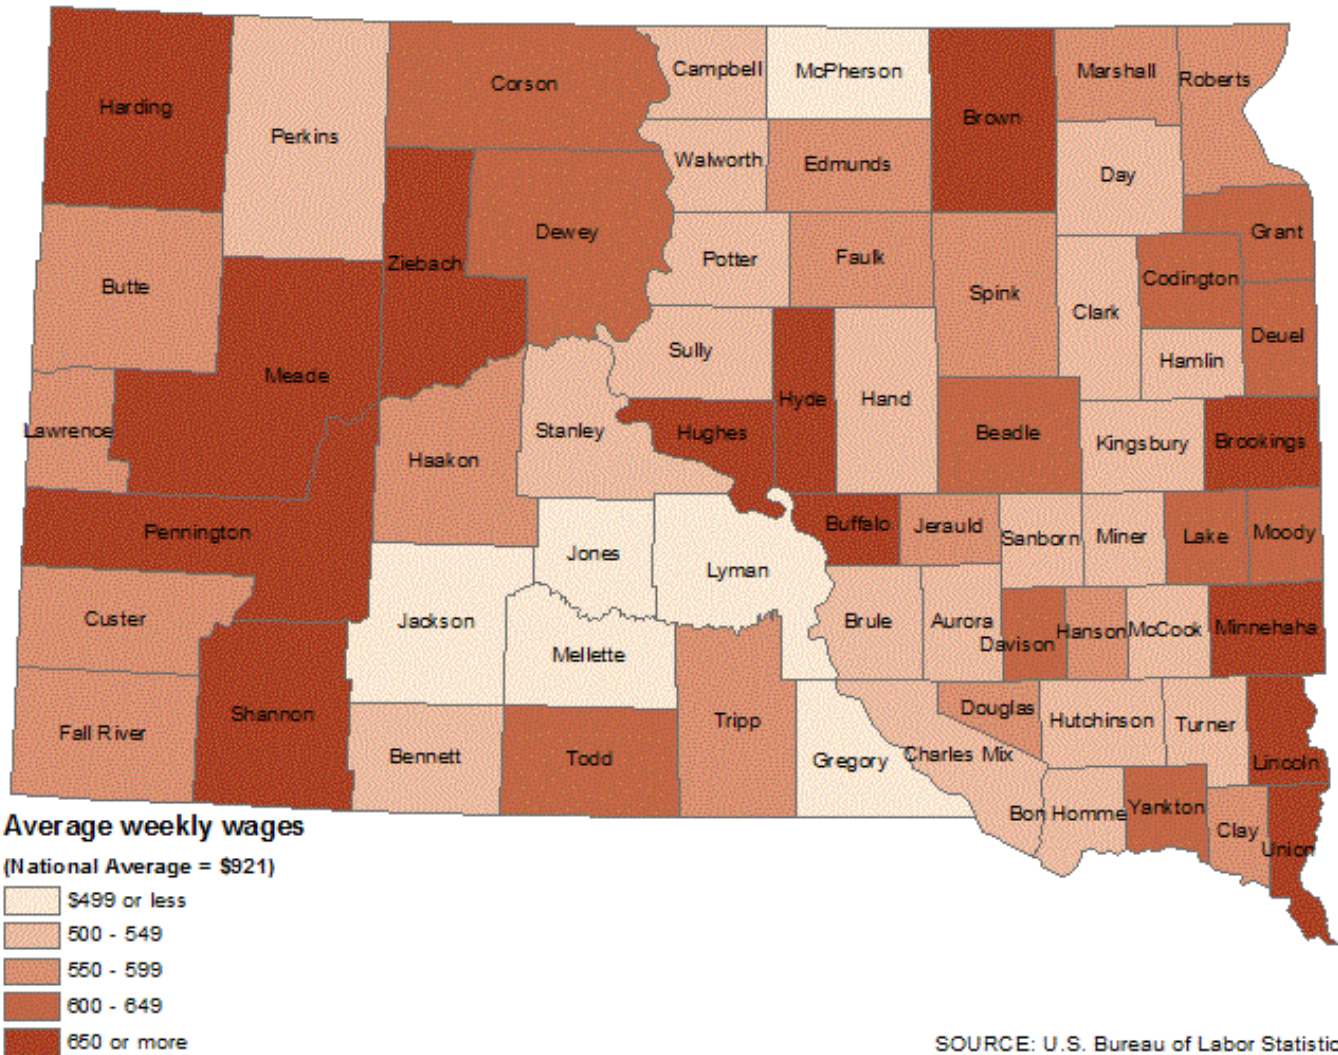 Harding
Perkins
Corson
Campbell
McPherson
Brown
Marshall
Roberts
Walworth
Edmunds
Day
Butte
Ziebach
Dewey
Potter
Faulk
Spink
Grant
Codington
Clark
Deuel
Hamlin
Meade
Sully
Hyde
Hand
Lawrence
Haakon
Stanley
Hughes
Beadle
Kingsbury
Brookings
Pennington
Jones
Lyman
Buffalo
Jerauld
Sanborn
Miner
Lake
Moody
Custer
Jackson
Mellette
Brule
Aurora
Davison
Hanson
McCook
Minnehaha
Fall River
Shannon
Bennett
Todd
Tripp
Gregory
Charles Mix
Douglas
Hutchinson
Turner
Lincoln
Bon Homme
Yankton
Clay
Union
Average weekly wages
(National Average = $921)
$499 or less
500 - 549
550 - 599
600 - 649
650 or more
SOURCE: U.S. Bureau of Labor Statistic